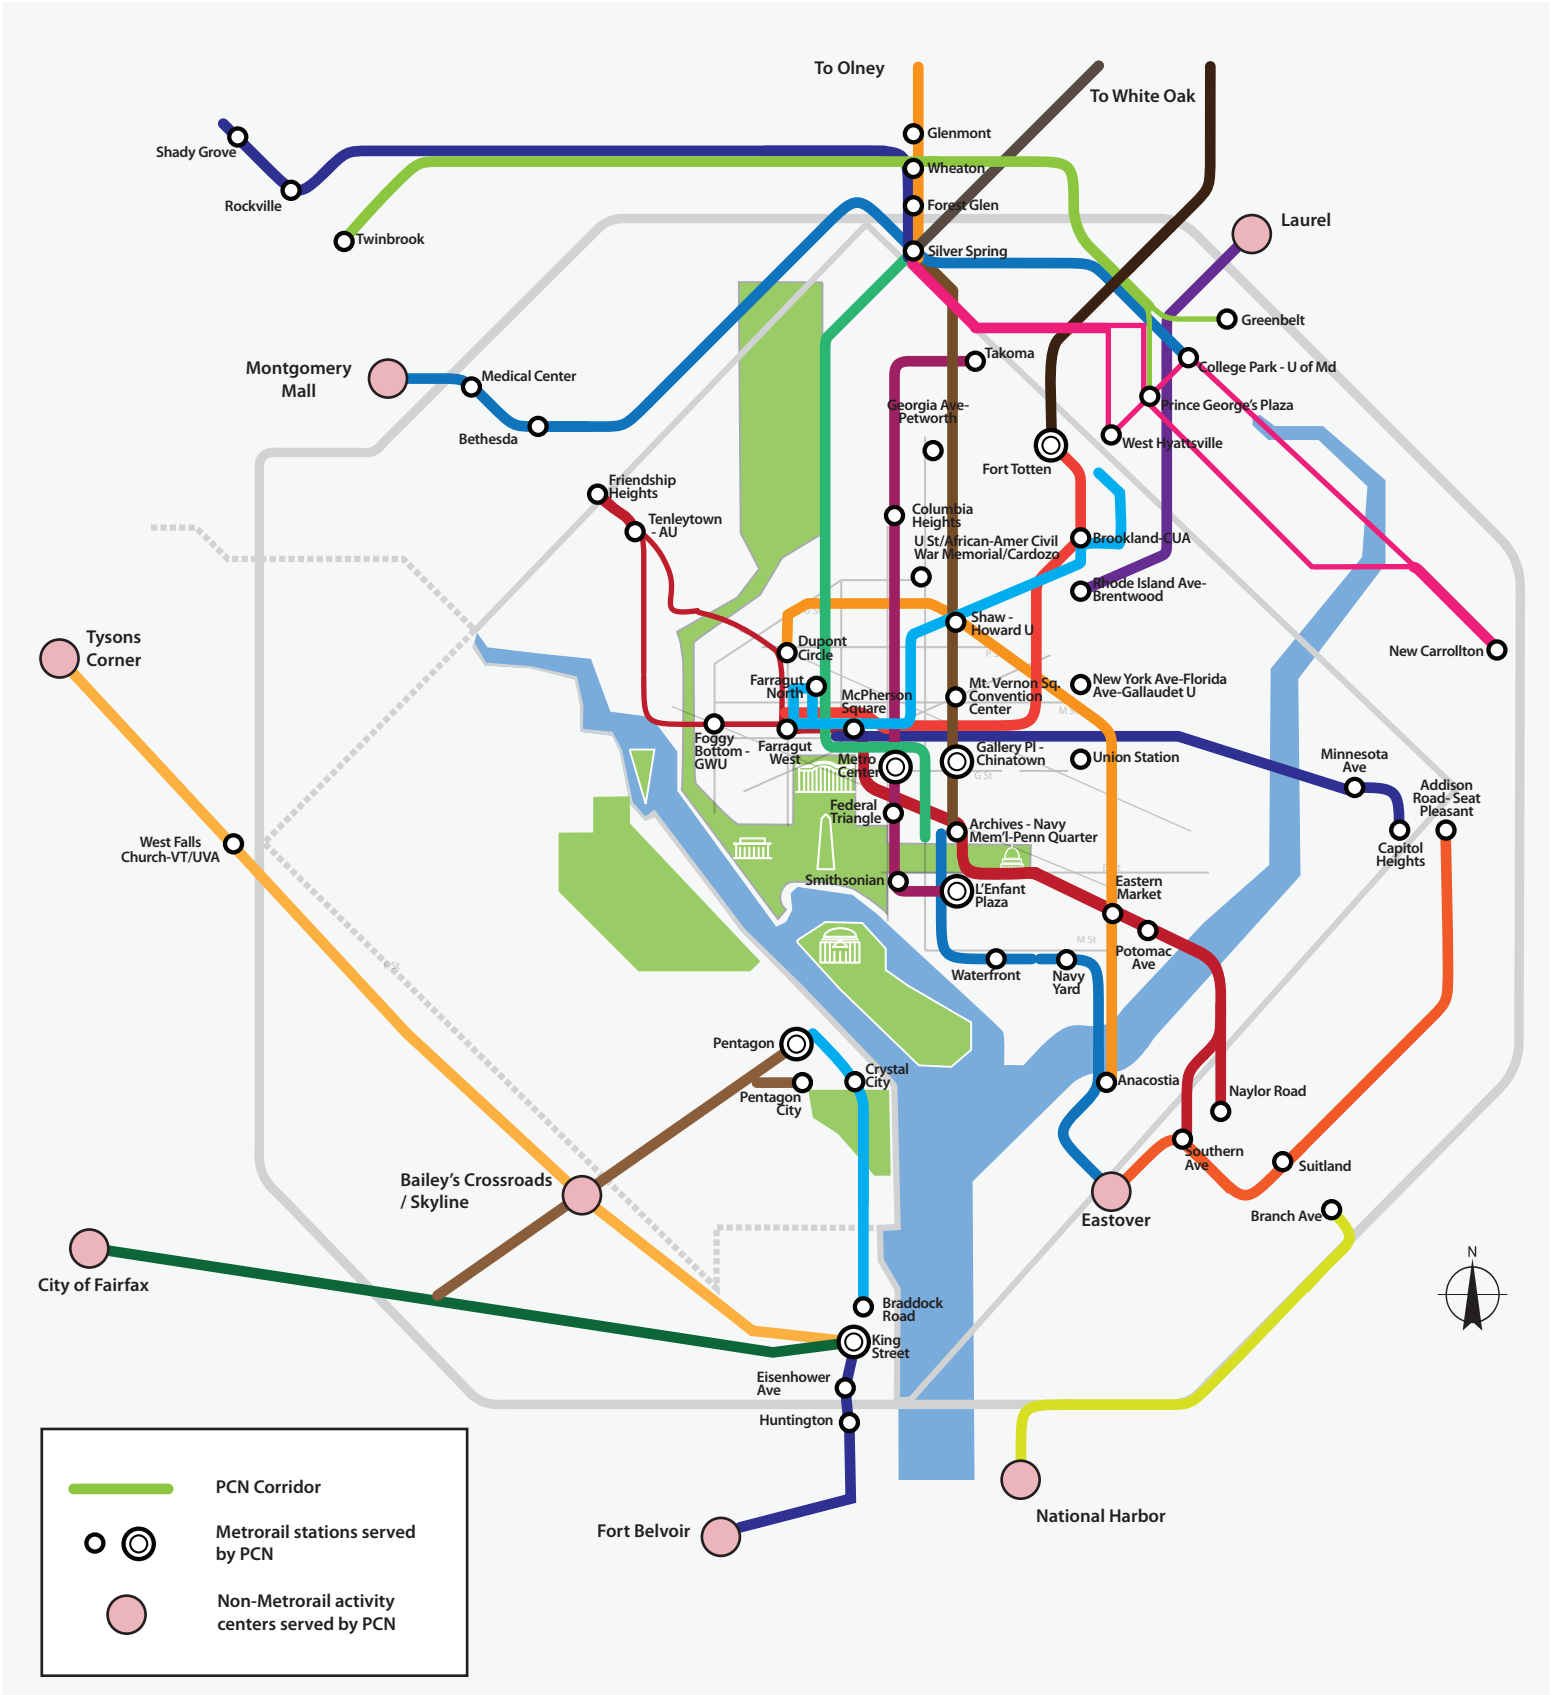 To Olney
To White Oak
Glenmont
Shady Grove
Wheaton
Rockville
Forest Glen
Laurel
Twinbrook
Silver Spring
Greenbelt
Takoma
College Park - U of Md
Montgomery
Mall
Medical Center
Georgia Ave-
Petworth
Prince George's Plaza
Bethesda
West Hyattsville
Fort Totten
Friendship
Heights
Tenleytown
- AU
Columbia
Heights
U St/African-Amer Civil
War Memorial/Cardozo
Brookland-CUA
Rhode Island Ave-
Brentwood
Shaw -
Howard U
Tysons
Corner
Dupont
Circle
P S
New Carrollton
Farragut
North
McPherson
Square
Mt. Vernon Sq.
Convention
Center
New York Ave-Florida
Ave-Gallaudet U
M S
Foggy
Bottom -
GWU
Farragut
West
Metro
Center
Gallery Pl -
Chinatown
G St
Union Station
Minnesota
Ave
Addison
Road- Seat
Pleasant
Federal
Triangle
Archives - Navy
Mem'l-Penn Quarter
West Falls
Church-VT/UVA
Capitol
Heights
Smithsonian
L'Enfant
Plaza
Eastern
Market
M St
Potomac
Ave
F St
Waterfront
Navy
Yard
Pentagon
Crystal
City
Anacostia
Pentagon
City
Naylor Road
Southern
Ave
Suitland
Bailey's Crossroads
/ Skyline
Eastover
Branch Ave
City of Fairfax
N
Braddock
Road
King
Street
Eisenhower
Ave
Huntington
PCN Corridor
National Harbor
Fort Belvoir
Metrorail stations served
by PCN
Non-Metrorail activity
centers served by PCN